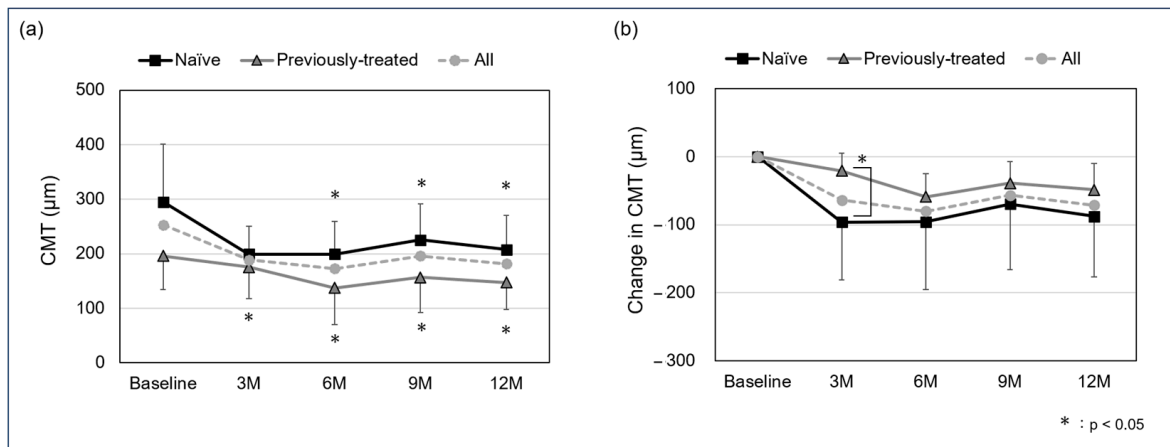 (a)
Naïve Previously-treated All
CMT (μm)
500
400
300
200
100
0
* * *
* * * *
Baseline 3M 6M 9M 12M
(b)
Naïve Previously-treated All
Change in CMT (μm)
100
0
−100
−200
−300
*
Baseline 3M 6M 9M 12M
* : p < 0.05